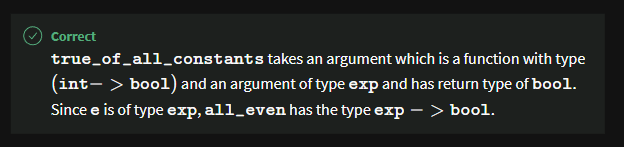 Correct
true_of_all_constants takes an argument which is a function with type
(int− > bool) and an argument of type exp and has return type of bool.
Since e is of type exp, all_even has the type exp − > bool.